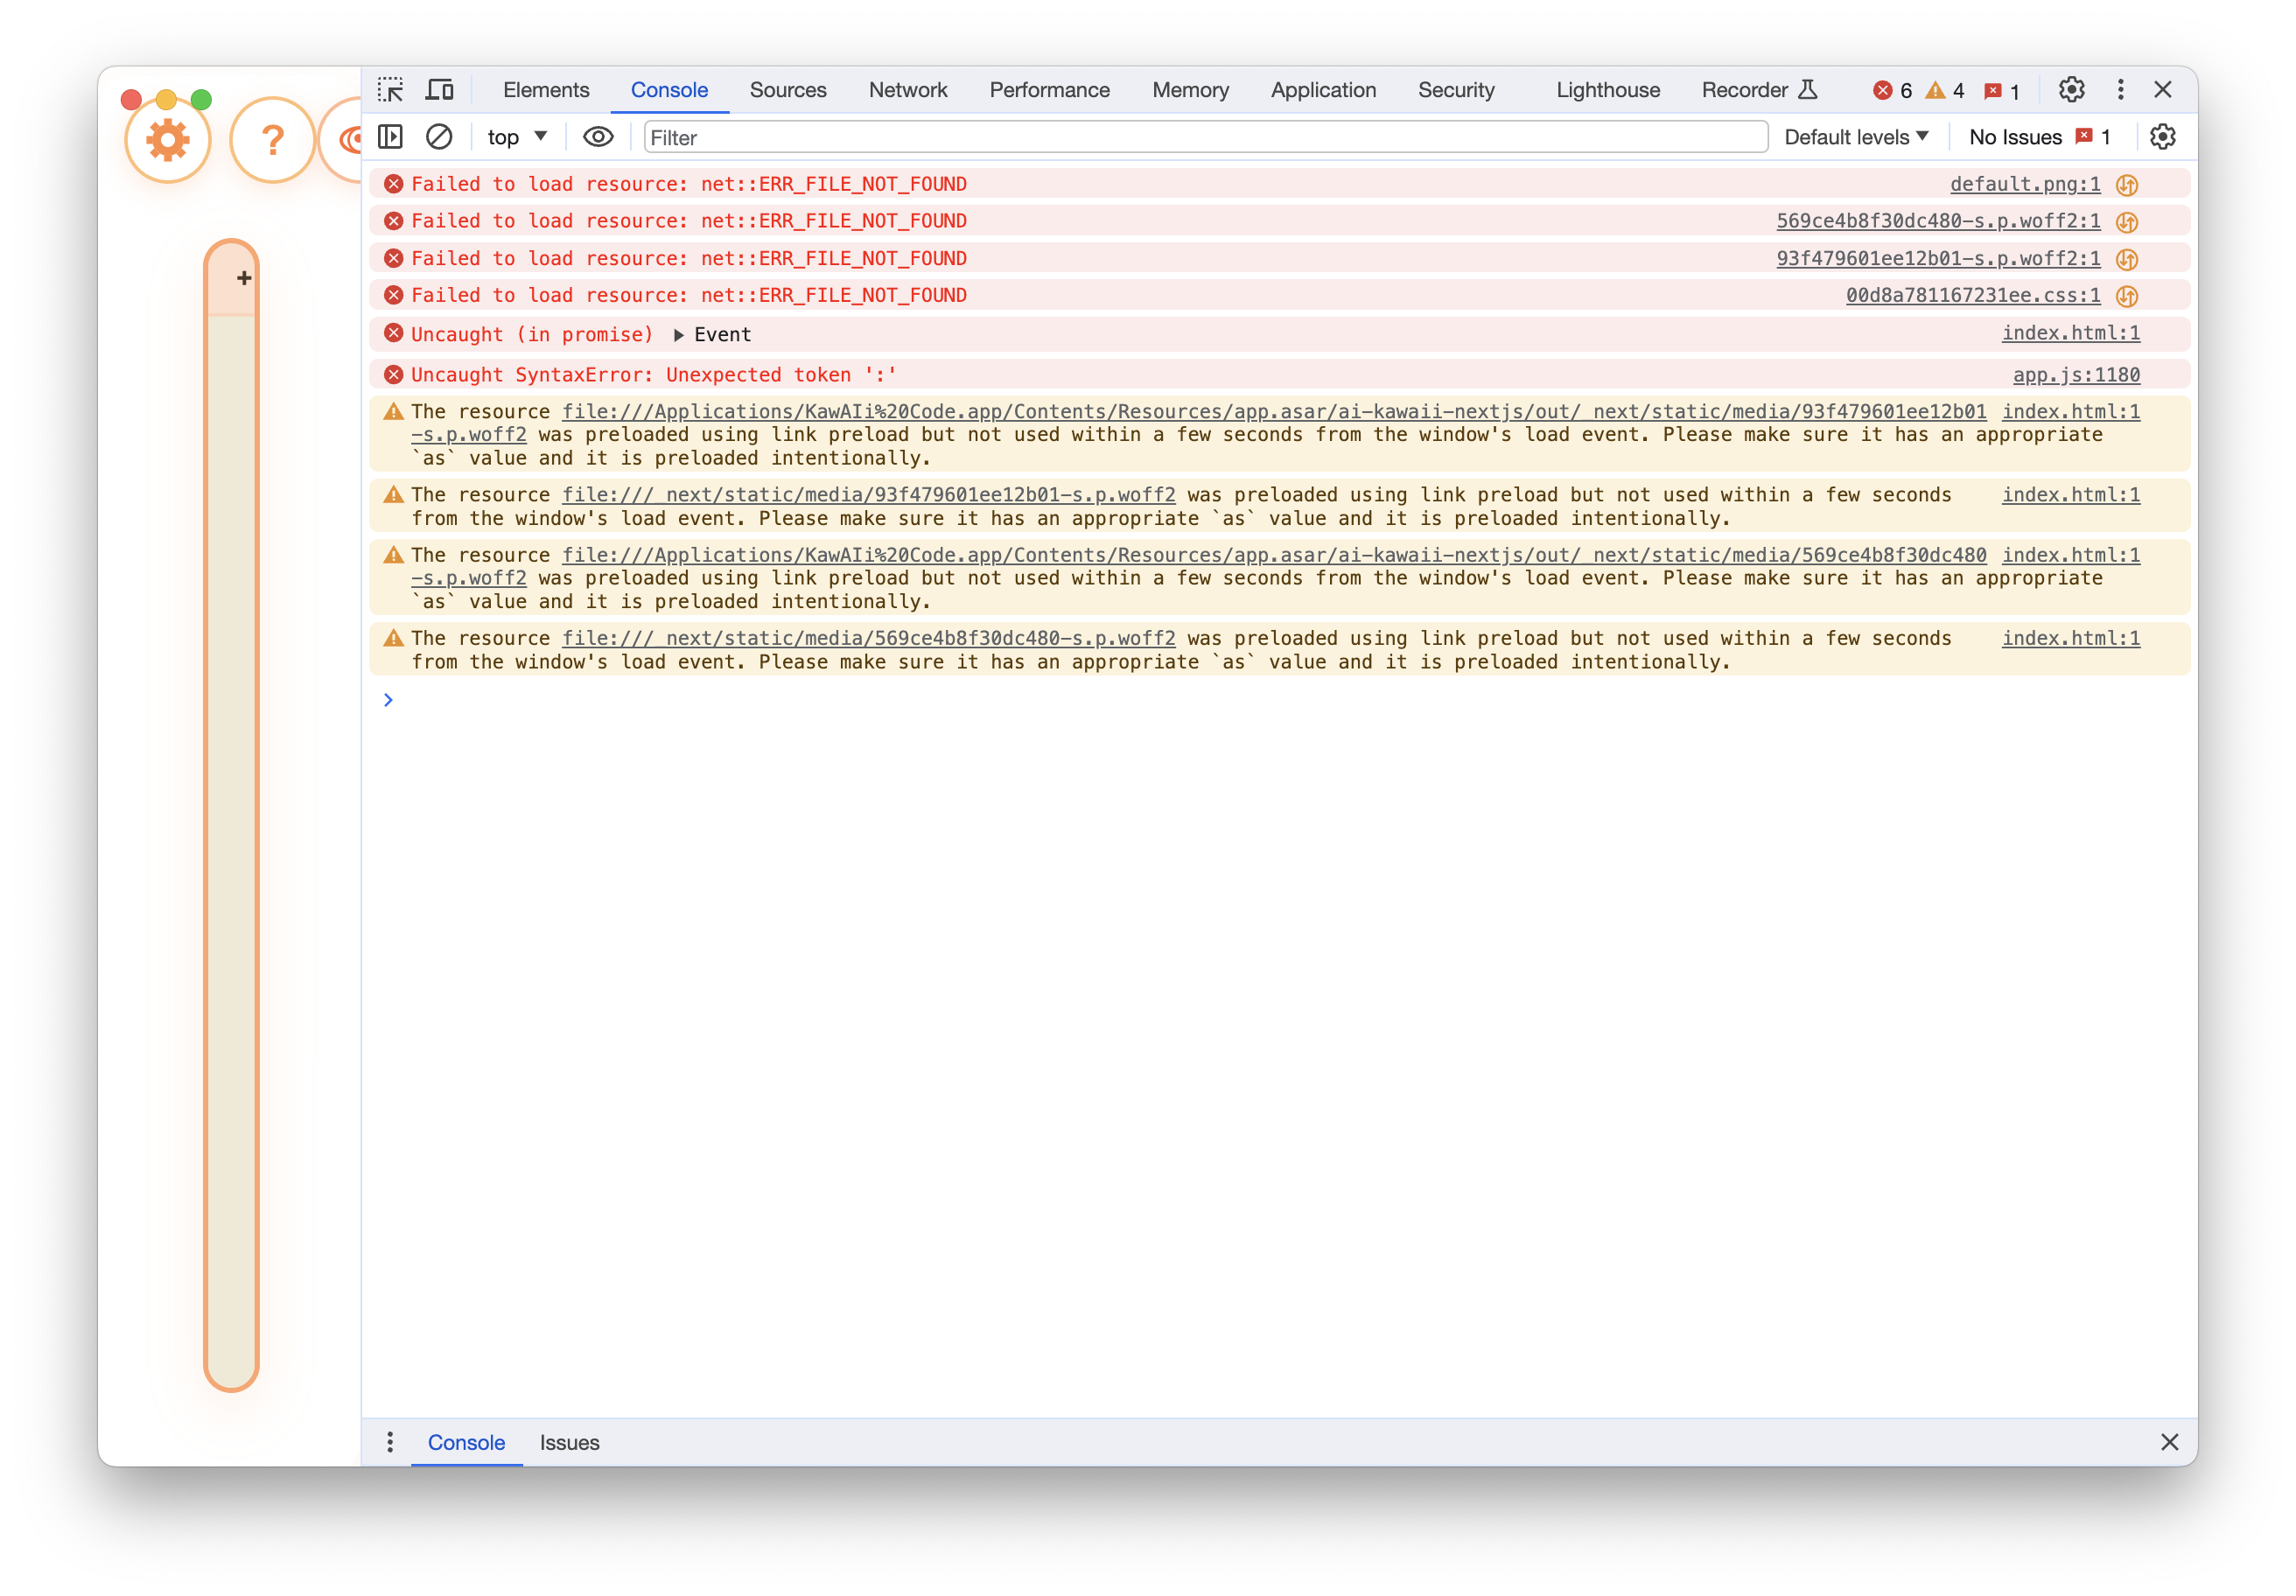 Elements Console Sources Network Performance Memory Application Security Lighthouse Recorder 6 4 1
?
top Filter Default levels No Issues 1
Failed to load resource: net::ERR_FILE_NOT_FOUND default.png:1
Failed to load resource: net::ERR_FILE_NOT_FOUND 569ce4b8f30dc480-s.p.woff2:1
Failed to load resource: net::ERR_FILE_NOT_FOUND 93f479601ee12b01-s.p.woff2:1
+
Failed to load resource: net::ERR_FILE_NOT_FOUND 00d8a781167231ee.css:1
Uncaught (in promise) Event index.html:1
Uncaught SyntaxError: Unexpected token ':' app.js:1180
The resource file:///Applications/KawAIi%20Code.app/Contents/Resources/app.asar/ai-kawaii-nextjs/out/_next/static/media/93f479601ee12b01 index.html:1
-s.p.woff2 was preloaded using link preload but not used within a few seconds from the window's load event. Please make sure it has an appropriate
`as` value and it is preloaded intentionally.
The resource file:///_next/static/media/93f479601ee12b01-s.p.woff2 was preloaded using link preload but not used within a few seconds index.html:1
from the window's load event. Please make sure it has an appropriate `as` value and it is preloaded intentionally.
The resource file:///Applications/KawAIi%20Code.app/Contents/Resources/app.asar/ai-kawaii-nextjs/out/_next/static/media/569ce4b8f30dc480 index.html:1
-s.p.woff2 was preloaded using link preload but not used within a few seconds from the window's load event. Please make sure it has an appropriate
`as` value and it is preloaded intentionally.
The resource file:///_next/static/media/569ce4b8f30dc480-s.p.woff2 was preloaded using link preload but not used within a few seconds index.html:1
from the window's load event. Please make sure it has an appropriate `as` value and it is preloaded intentionally.
Console Issues